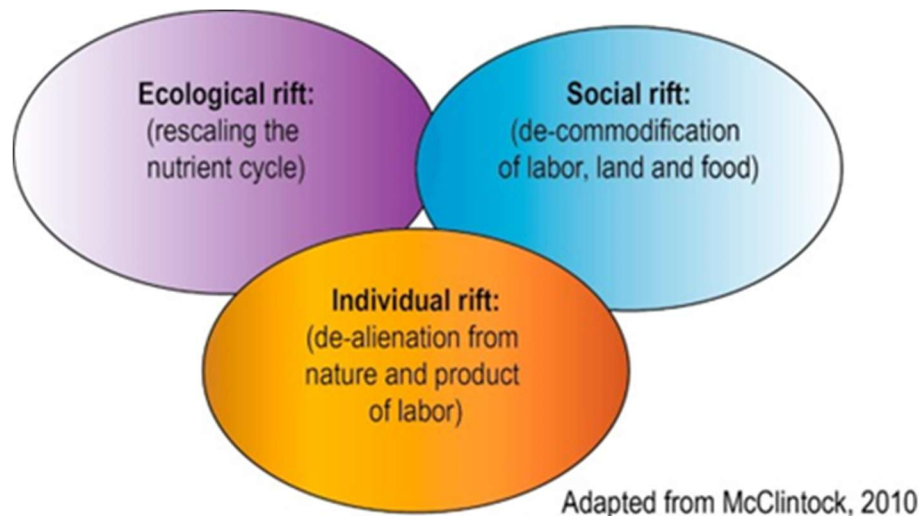 Ecological rift:
(rescaling the
nutrient cycle)
Social rift:
(de-commodification
of labor, land and food)
Individual rift:
(de-alienation from
nature and product
of labor)
Adapted from McClintock, 2010